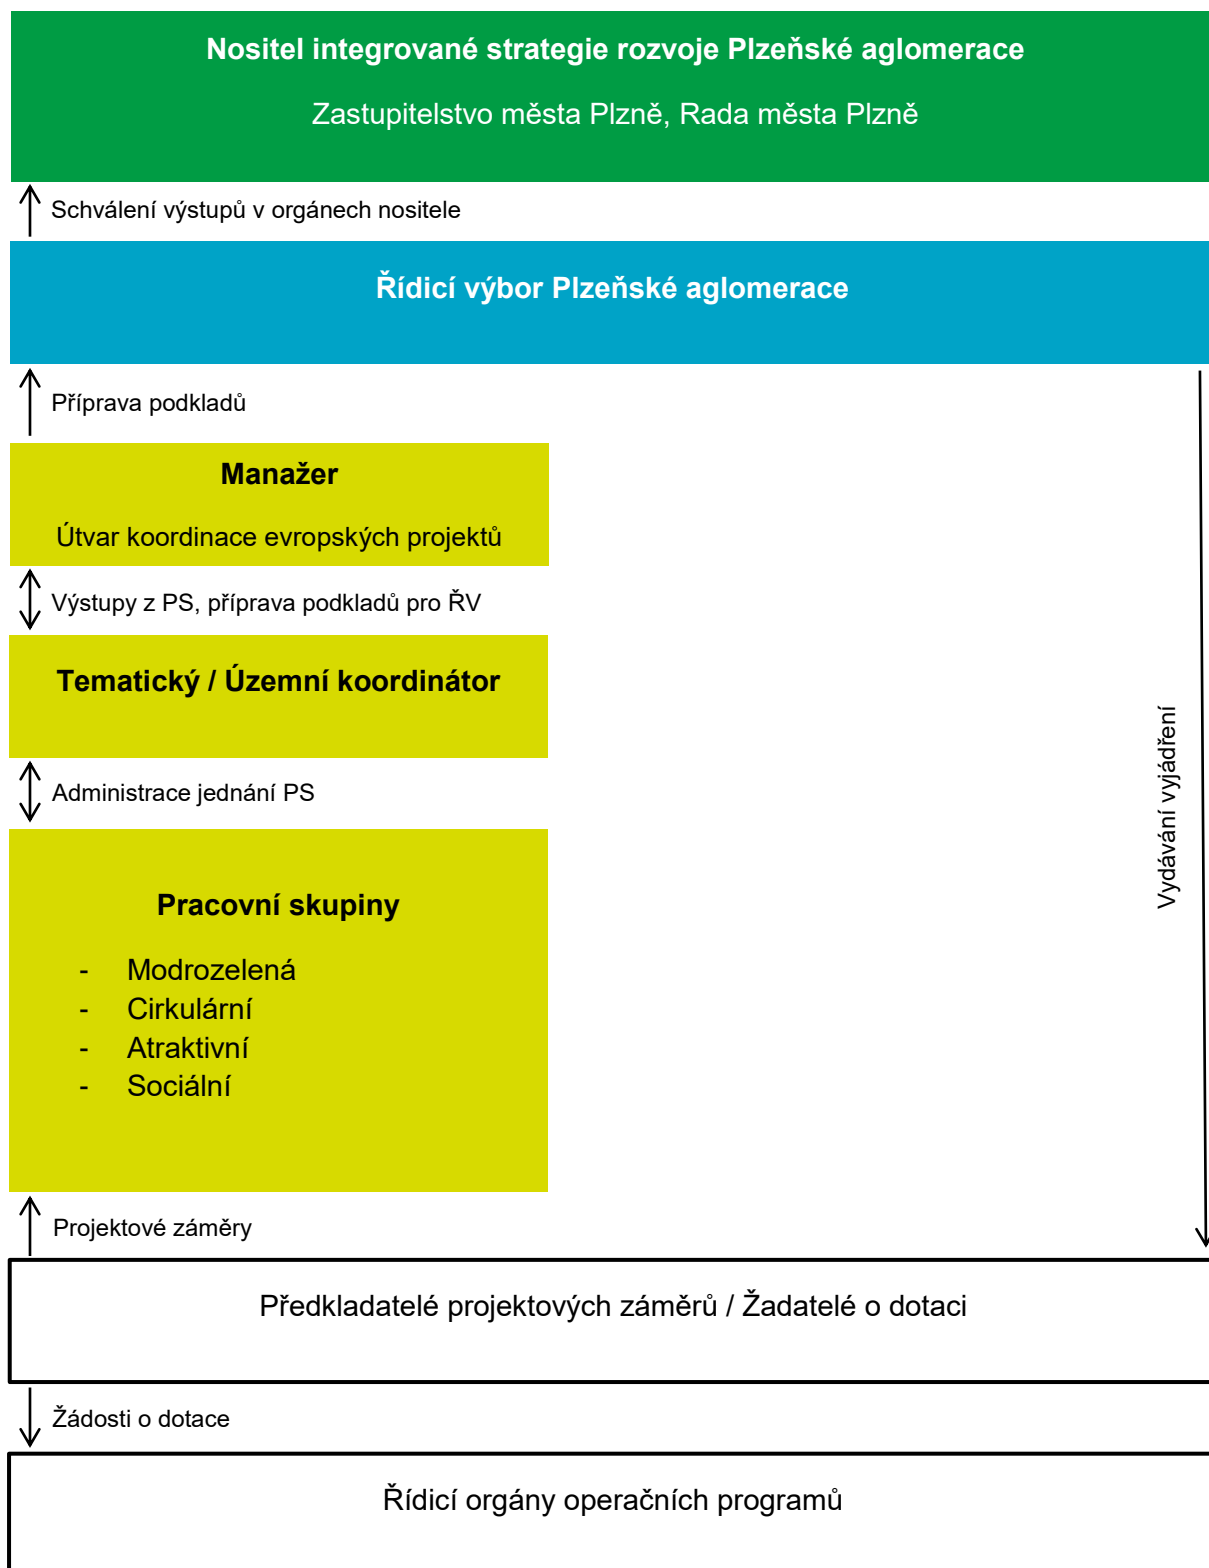 Nositel integrované strategie rozvoje Plzeňské aglomerace
Zastupitelstvo města Plzně, Rada města Plzně
Schválení výstupů v orgánech nositele
Řídicí výbor Plzeňské aglomerace
Příprava podkladů
Manažer
Útvar koordinace evropských projektů
Výstupy z PS, příprava podkladů pro ŘV
Tematický / Územní koordinátor
Administrace jednání PS
Vydávání vyjádření
Pracovní skupiny
- Modrozelená
- Cirkulární
- Atraktivní
- Sociální
Projektové záměry
Předkladatelé projektových záměrů / Žadatelé o dotaci
Žádosti o dotace
Řídicí orgány operačních programů